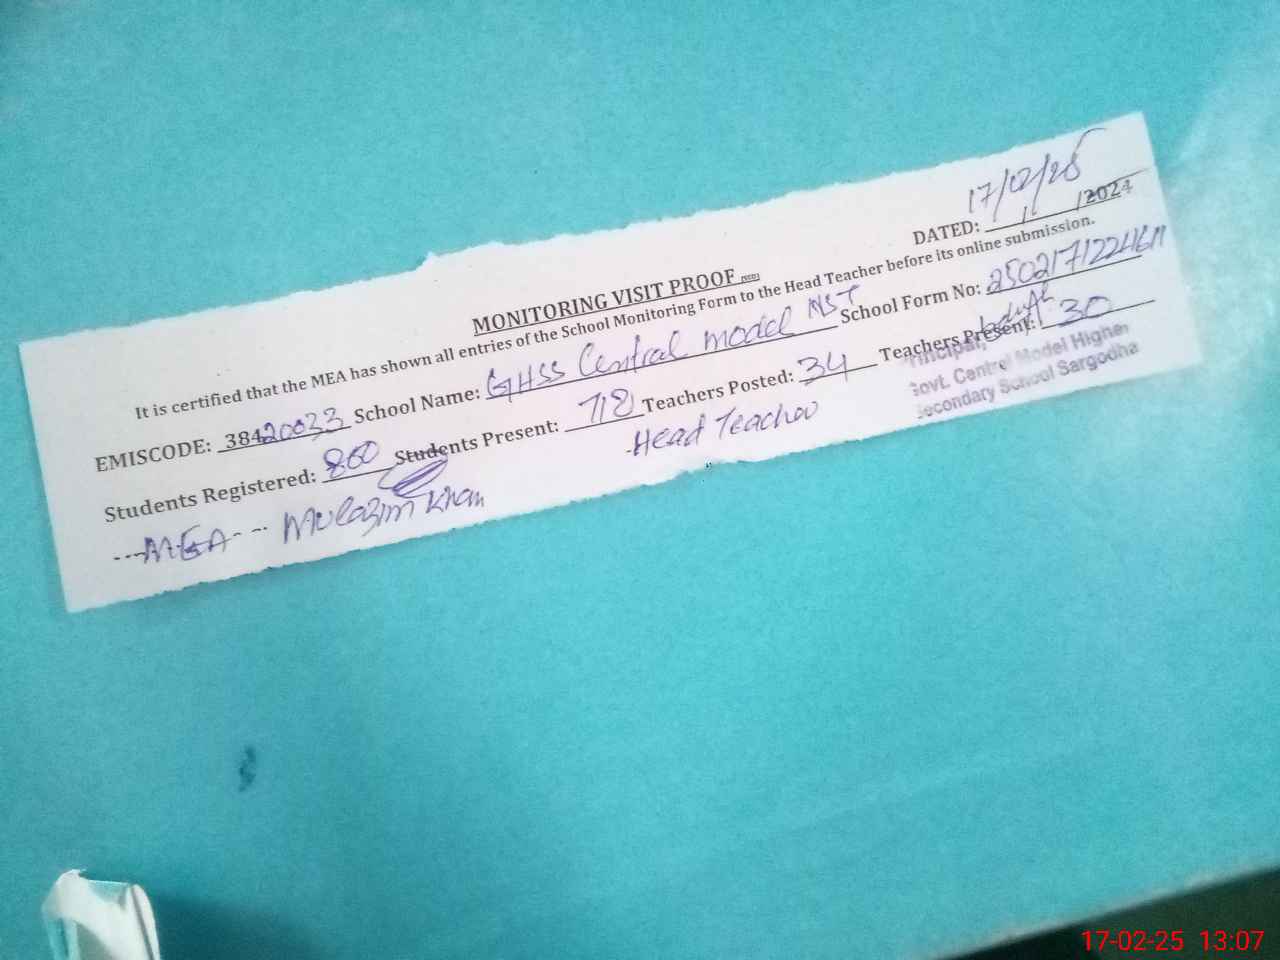 17/02/25
DATED: __/__/2024
MONITORING VISIT PROOF
It is certified that the MEA has shown all entries of the School Monitoring Form to the Head Teacher before its online submission.
EMISCODE: 38420033 School Name: GHSS Central model NST School Form No:
Students Registered: 860 Students Present: 718 Teachers Posted: 34 Teachers Present: 30
---MEA--- Mulazim Khan Head Teacher
Principal,
Govt. Central Model Higher
Secondary School Sargodha
17-02-25 13:07